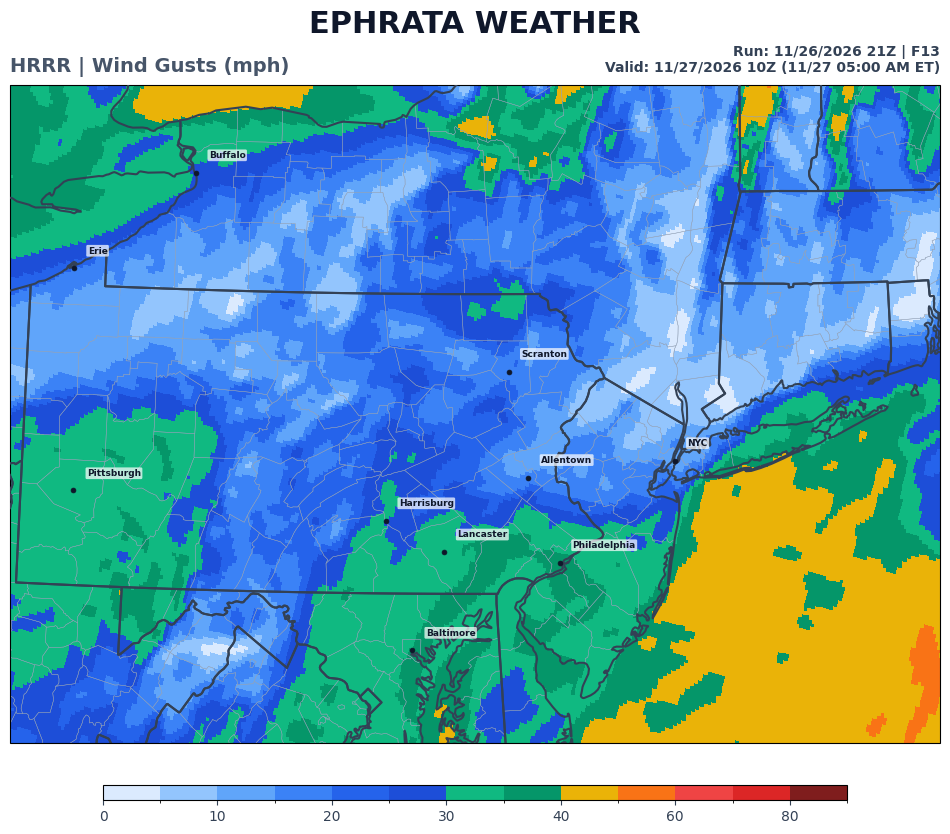 EPHRATA WEATHER
HRRR | Wind Gusts (mph)
Run: 11/26/2026 21Z | F13
Valid: 11/27/2026 10Z (11/27 05:00 AM ET)
Buffalo
Erie
Scranton
NYC
Allentown
Pittsburgh
Harrisburg
Lancaster
Philadelphia
Baltimore
0 10 20 30 40 50 60 70 80